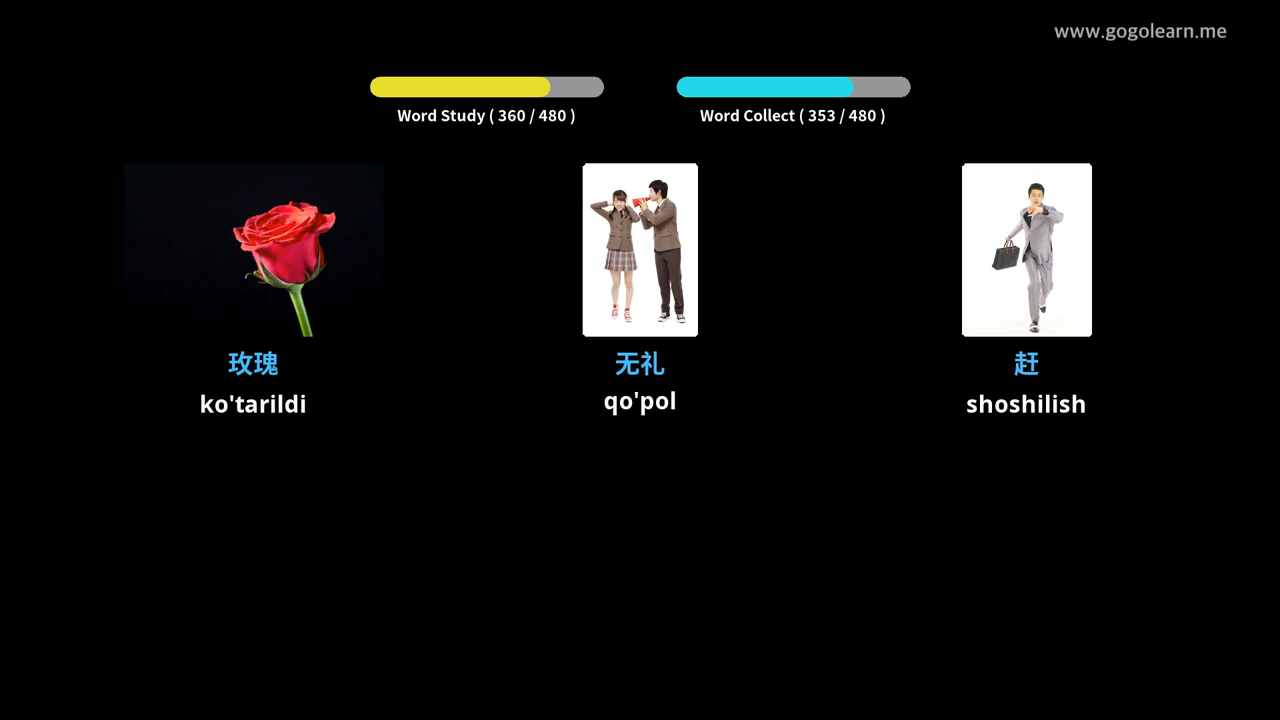 www.gogolearn.me
Word Study ( 360 / 480 )
Word Collect ( 353 / 480 )
玫瑰
无礼
赶
ko'tarildi
qo'pol
shoshilish